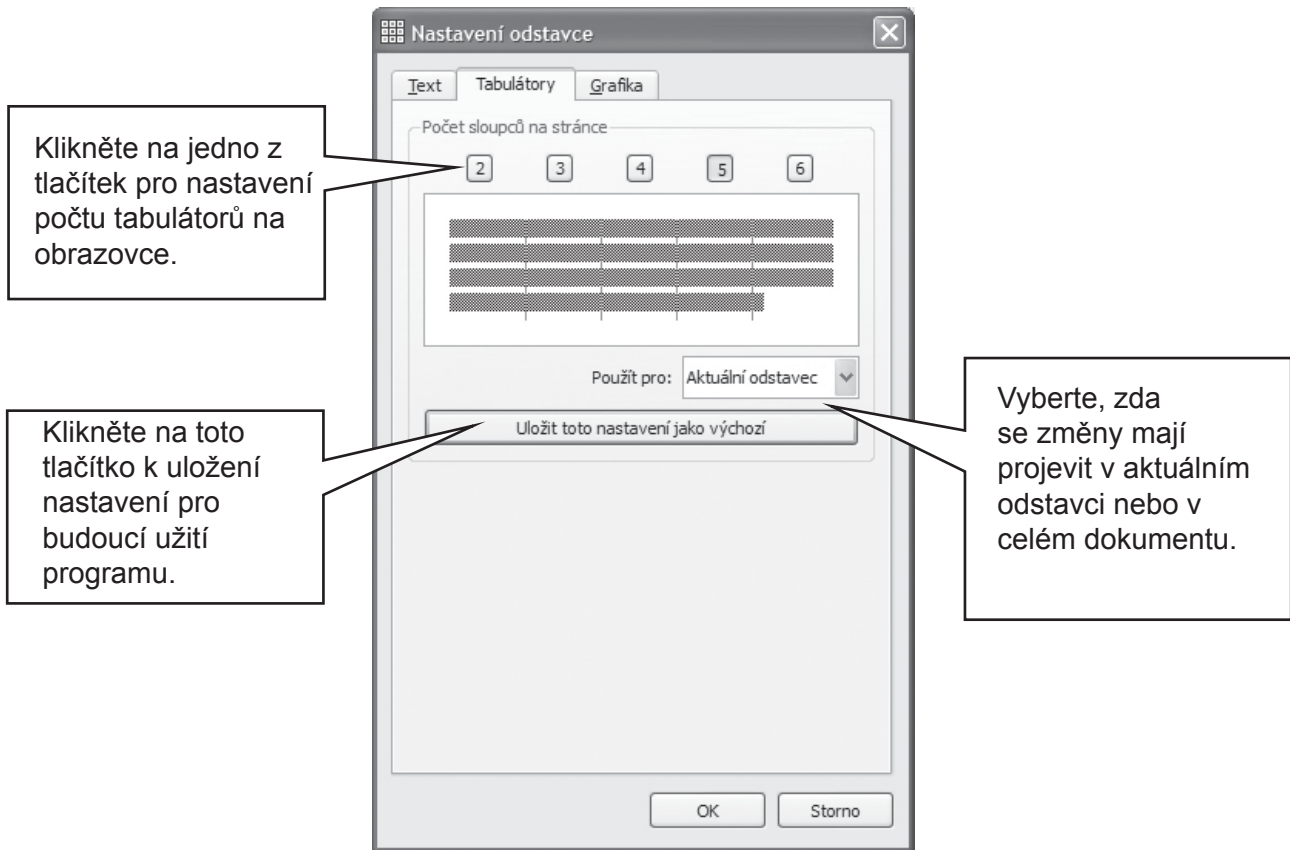 Nastavení odstavce
Text Tabulátory Grafika
Počet sloupců na stránce
2 3 4 5 6
Klikněte na jedno z
tlačítek pro nastavení
počtu tabulátorů na
obrazovce.
Použít pro: Aktuální odstavec
Uložit toto nastavení jako výchozí
Klikněte na toto
tlačítko k uložení
nastavení pro
budoucí užití
programu.
Vyberte, zda
se změny mají
projevit v aktuálním
odstavci nebo v
celém dokumentu.
OK Storno